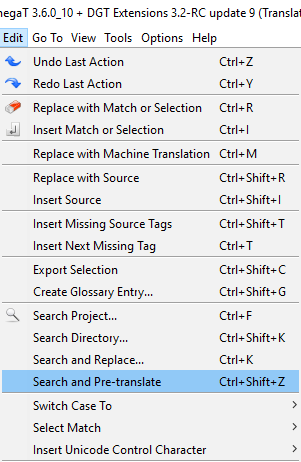 megaT 3.6.0_10 + DGT Extensions 3.2-RC update 9 (Translat
Edit Go To View Tools Options Help
Undo Last Action Ctrl+Z
Redo Last Action Ctrl+Y
Replace with Match or Selection Ctrl+R
Insert Match or Selection Ctrl+I
Replace with Machine Translation Ctrl+M
Replace with Source Ctrl+Shift+R
Insert Source Ctrl+Shift+I
Insert Missing Source Tags Ctrl+Shift+T
Insert Next Missing Tag Ctrl+T
Export Selection Ctrl+Shift+C
Create Glossary Entry... Ctrl+Shift+G
Search Project... Ctrl+F
Search Directory... Ctrl+Shift+K
Search and Replace... Ctrl+K
Search and Pre-translate Ctrl+Shift+Z
Switch Case To
Select Match
Insert Unicode Control Character